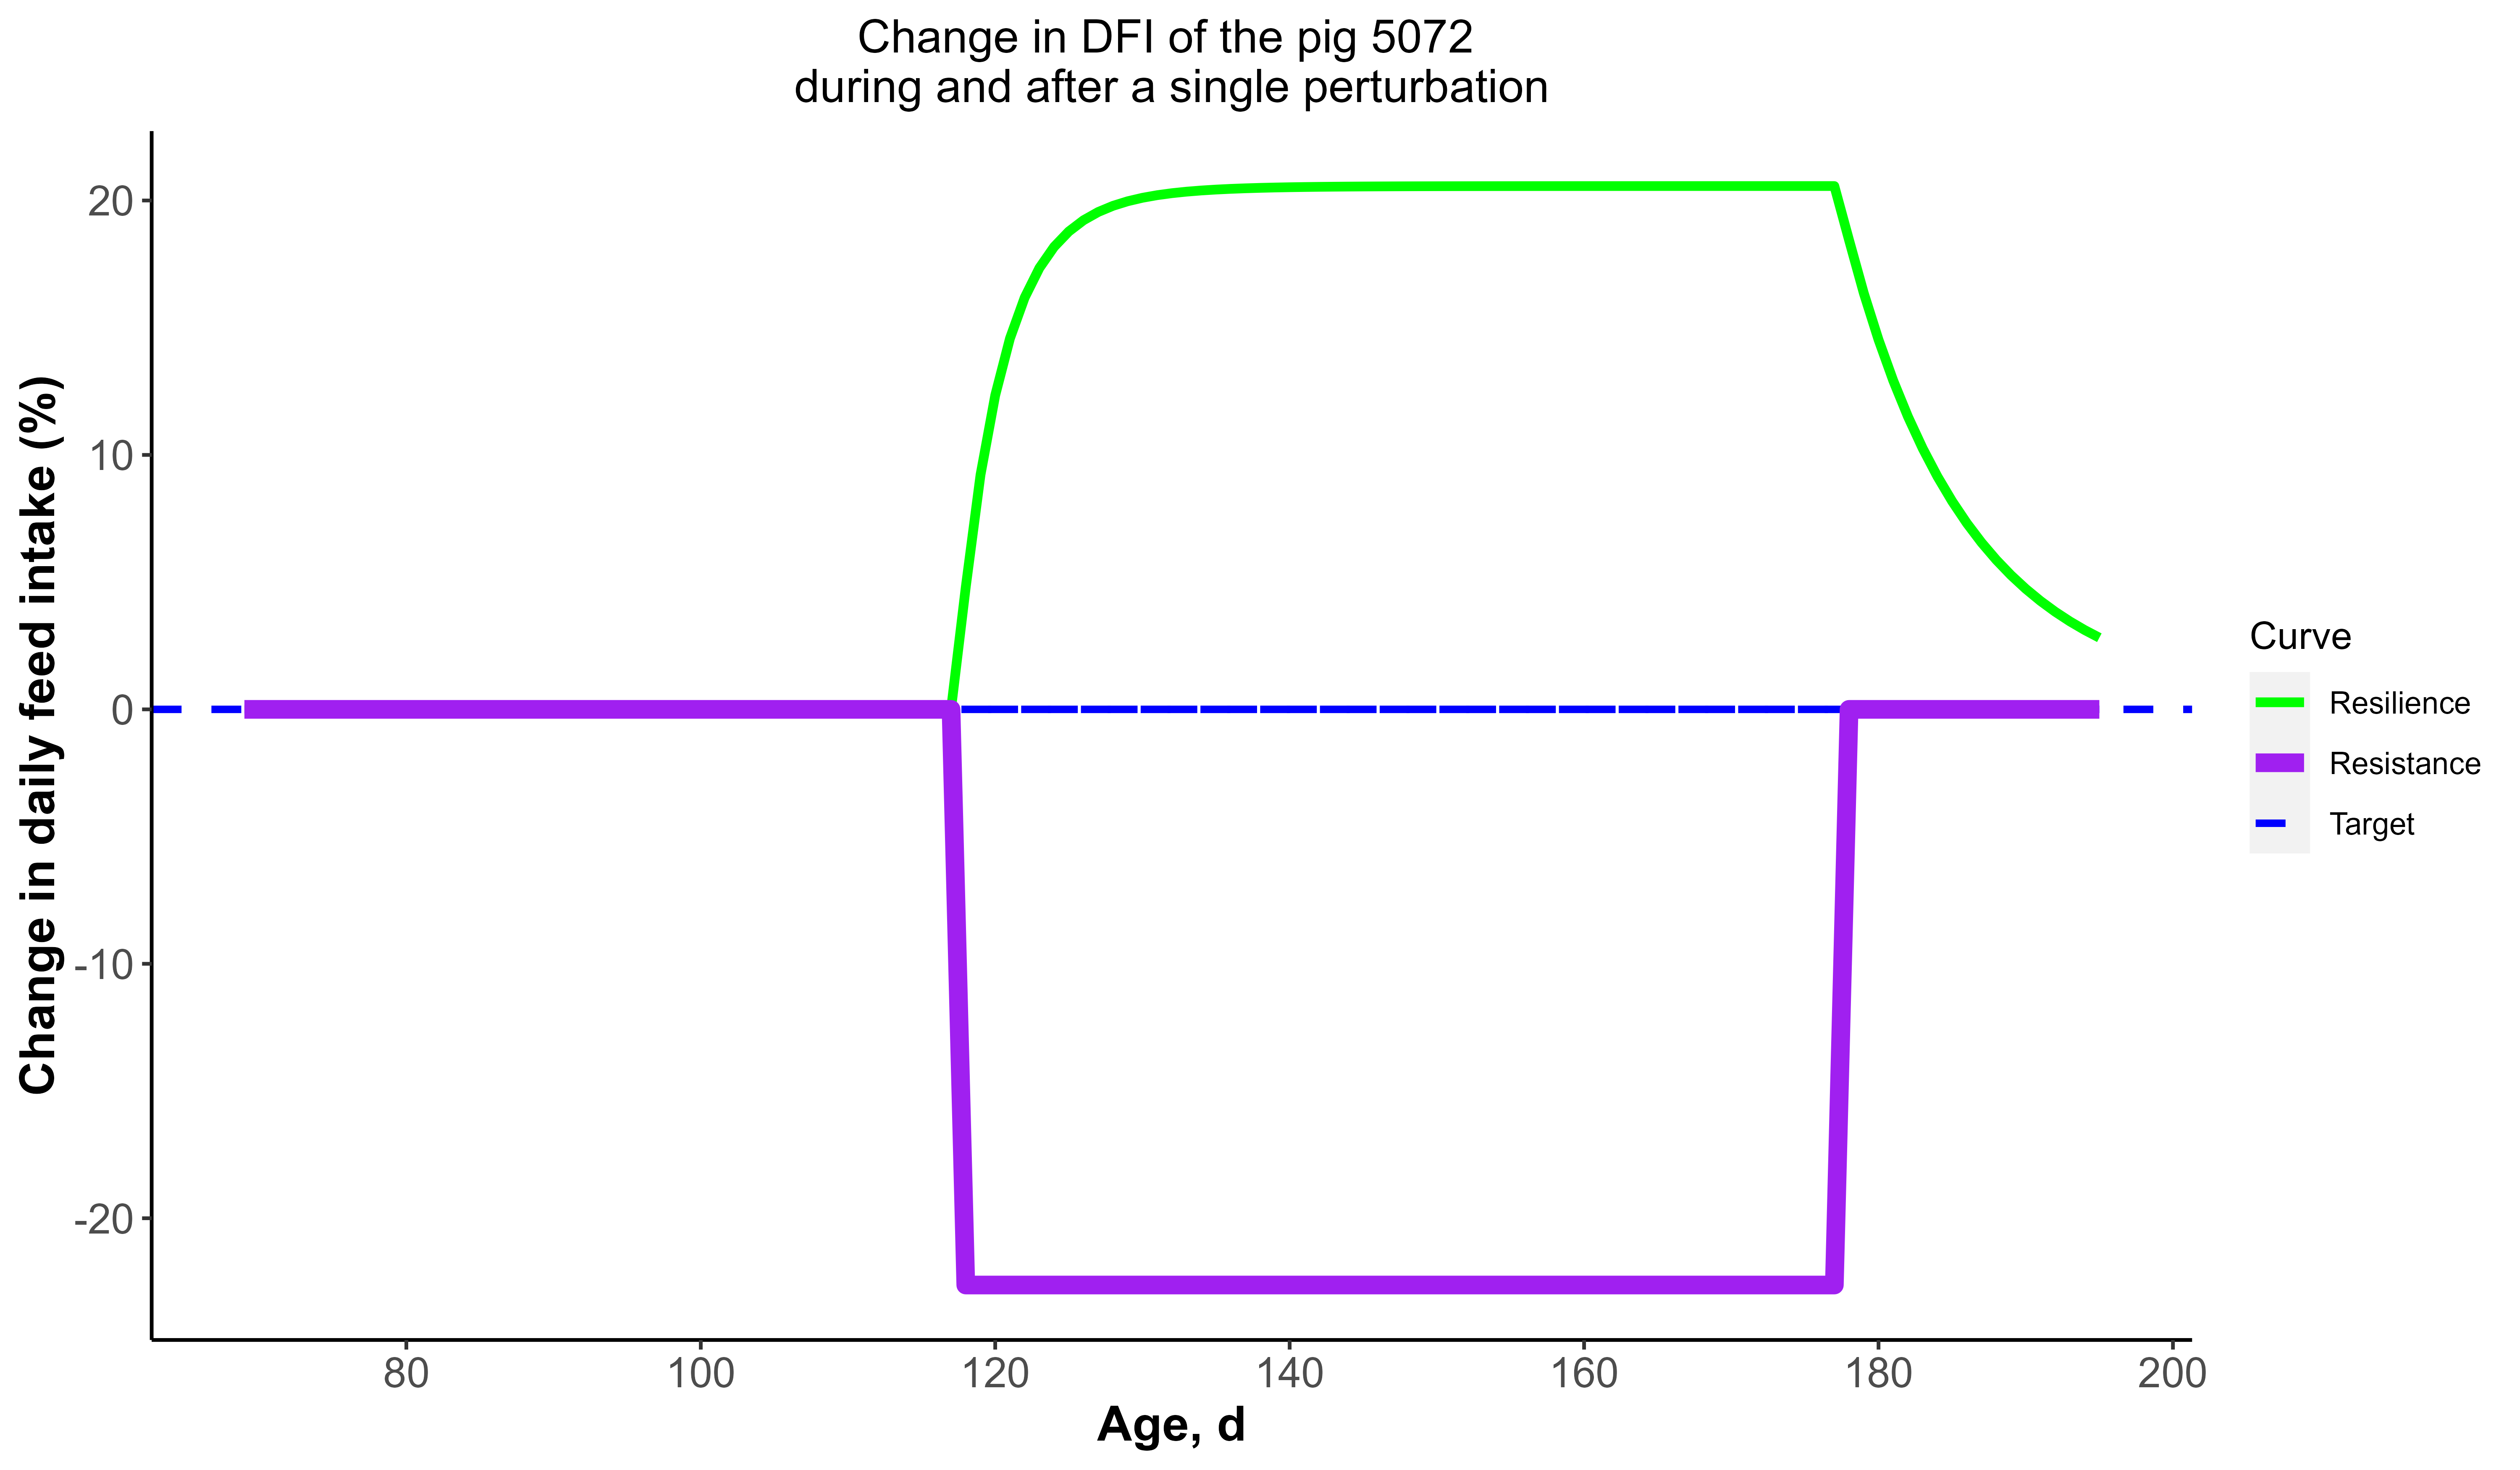 Change in DFI of the pig 5072
during and after a single perturbation
Change in daily feed intake (%)
20
10
0
-10
-20
80
100
120
140
160
180
200
Age, d
Curve
Resilience
Resistance
Target